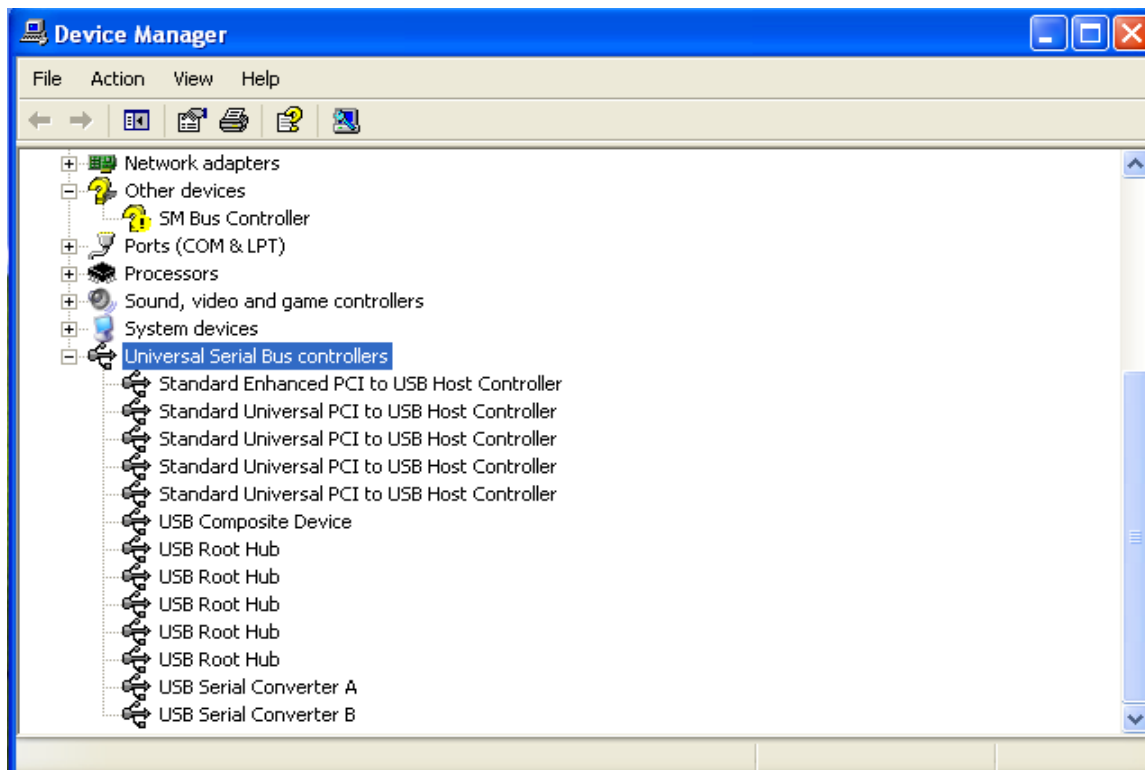 Device Manager
File Action View Help
Network adapters
Other devices
SM Bus Controller
Ports (COM & LPT)
Processors
Sound, video and game controllers
System devices
Universal Serial Bus controllers
Standard Enhanced PCI to USB Host Controller
Standard Universal PCI to USB Host Controller
Standard Universal PCI to USB Host Controller
Standard Universal PCI to USB Host Controller
Standard Universal PCI to USB Host Controller
USB Composite Device
USB Root Hub
USB Root Hub
USB Root Hub
USB Root Hub
USB Root Hub
USB Serial Converter A
USB Serial Converter B